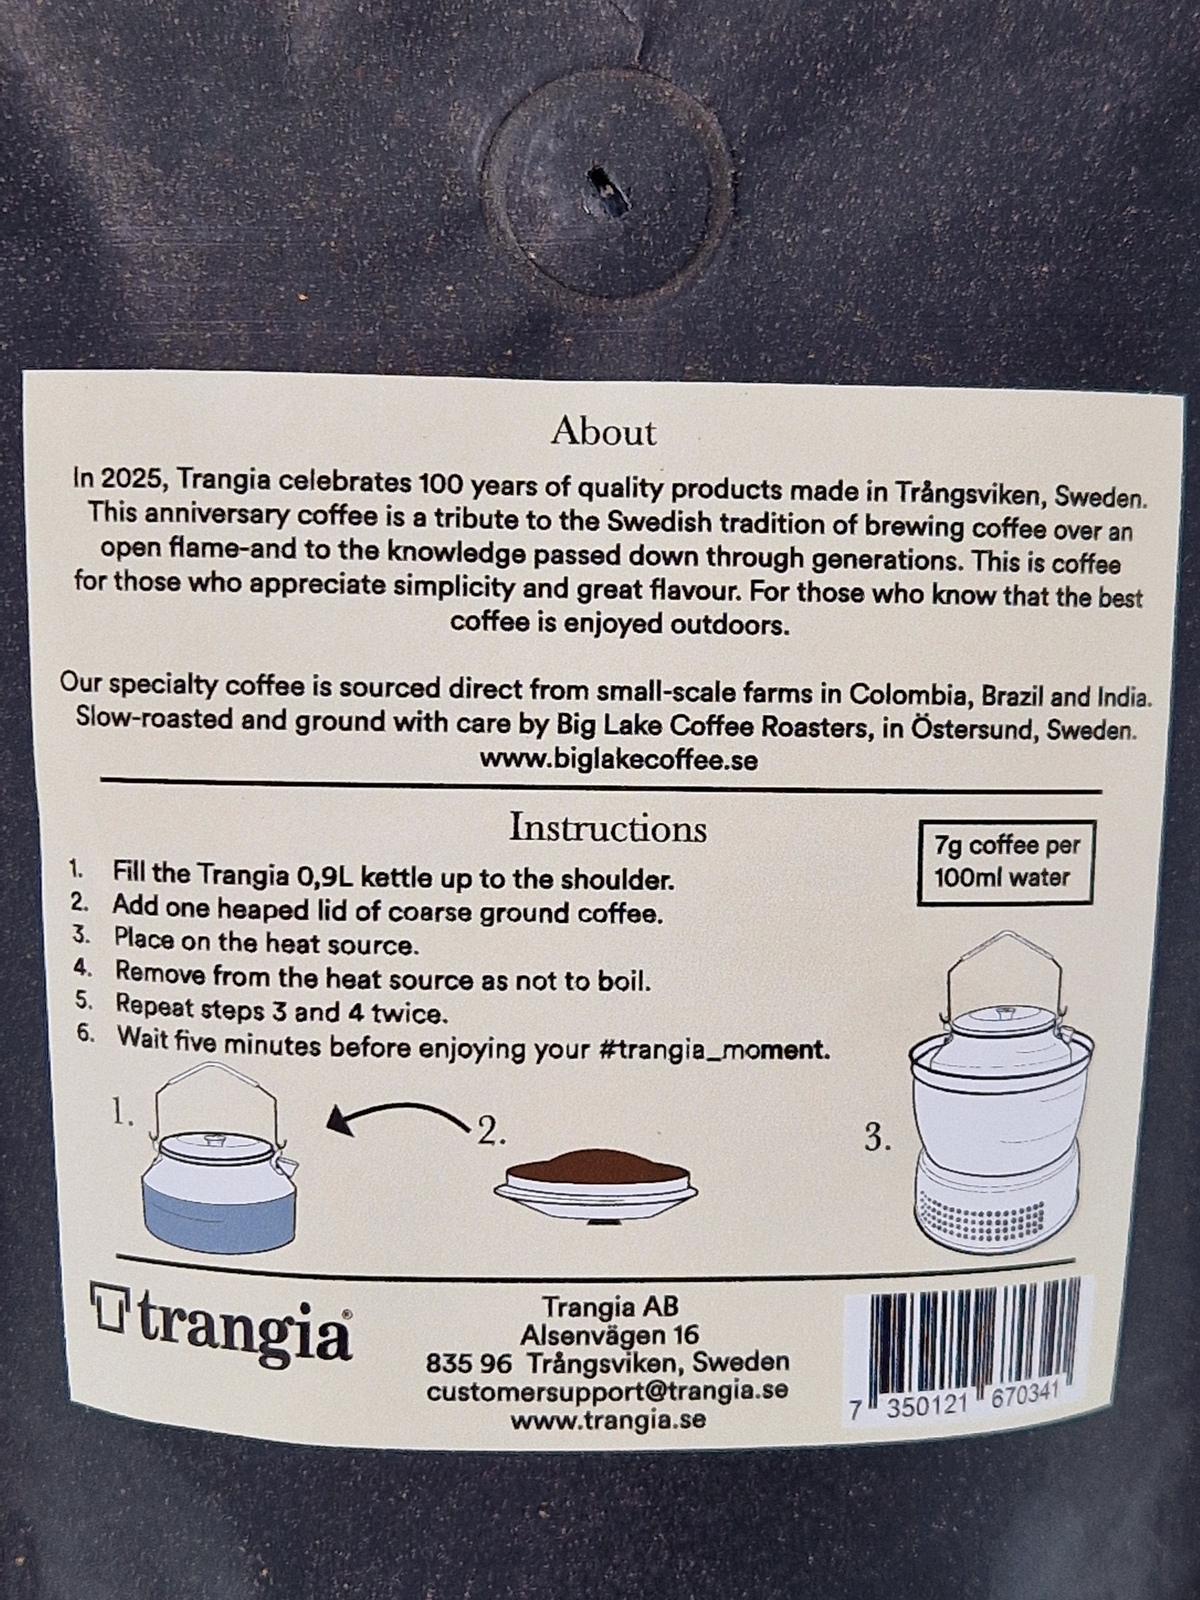 About
In 2025, Trangia celebrates 100 years of quality products made in Trångsviken, Sweden.
This anniversary coffee is a tribute to the Swedish tradition of brewing coffee over an
open flame-and to the knowledge passed down through generations. This is coffee
for those who appreciate simplicity and great flavour. For those who know that the best
coffee is enjoyed outdoors.
Our specialty coffee is sourced direct from small-scale farms in Colombia, Brazil and India.
Slow-roasted and ground with care by Big Lake Coffee Roasters, in Östersund, Sweden.
www.biglakecoffee.se
Instructions
1. Fill the Trangia 0,9L kettle up to the shoulder.
2. Add one heaped lid of coarse ground coffee.
3. Place on the heat source.
4. Remove from the heat source as not to boil.
5. Repeat steps 3 and 4 twice.
6. Wait five minutes before enjoying your #trangia_moment.
7g coffee per
100ml water
1.
2.
3.
trangia®
Trangia AB
Alsenvägen 16
835 96 Trångsviken, Sweden
customersupport@trangia.se
www.trangia.se
7 350121 670341